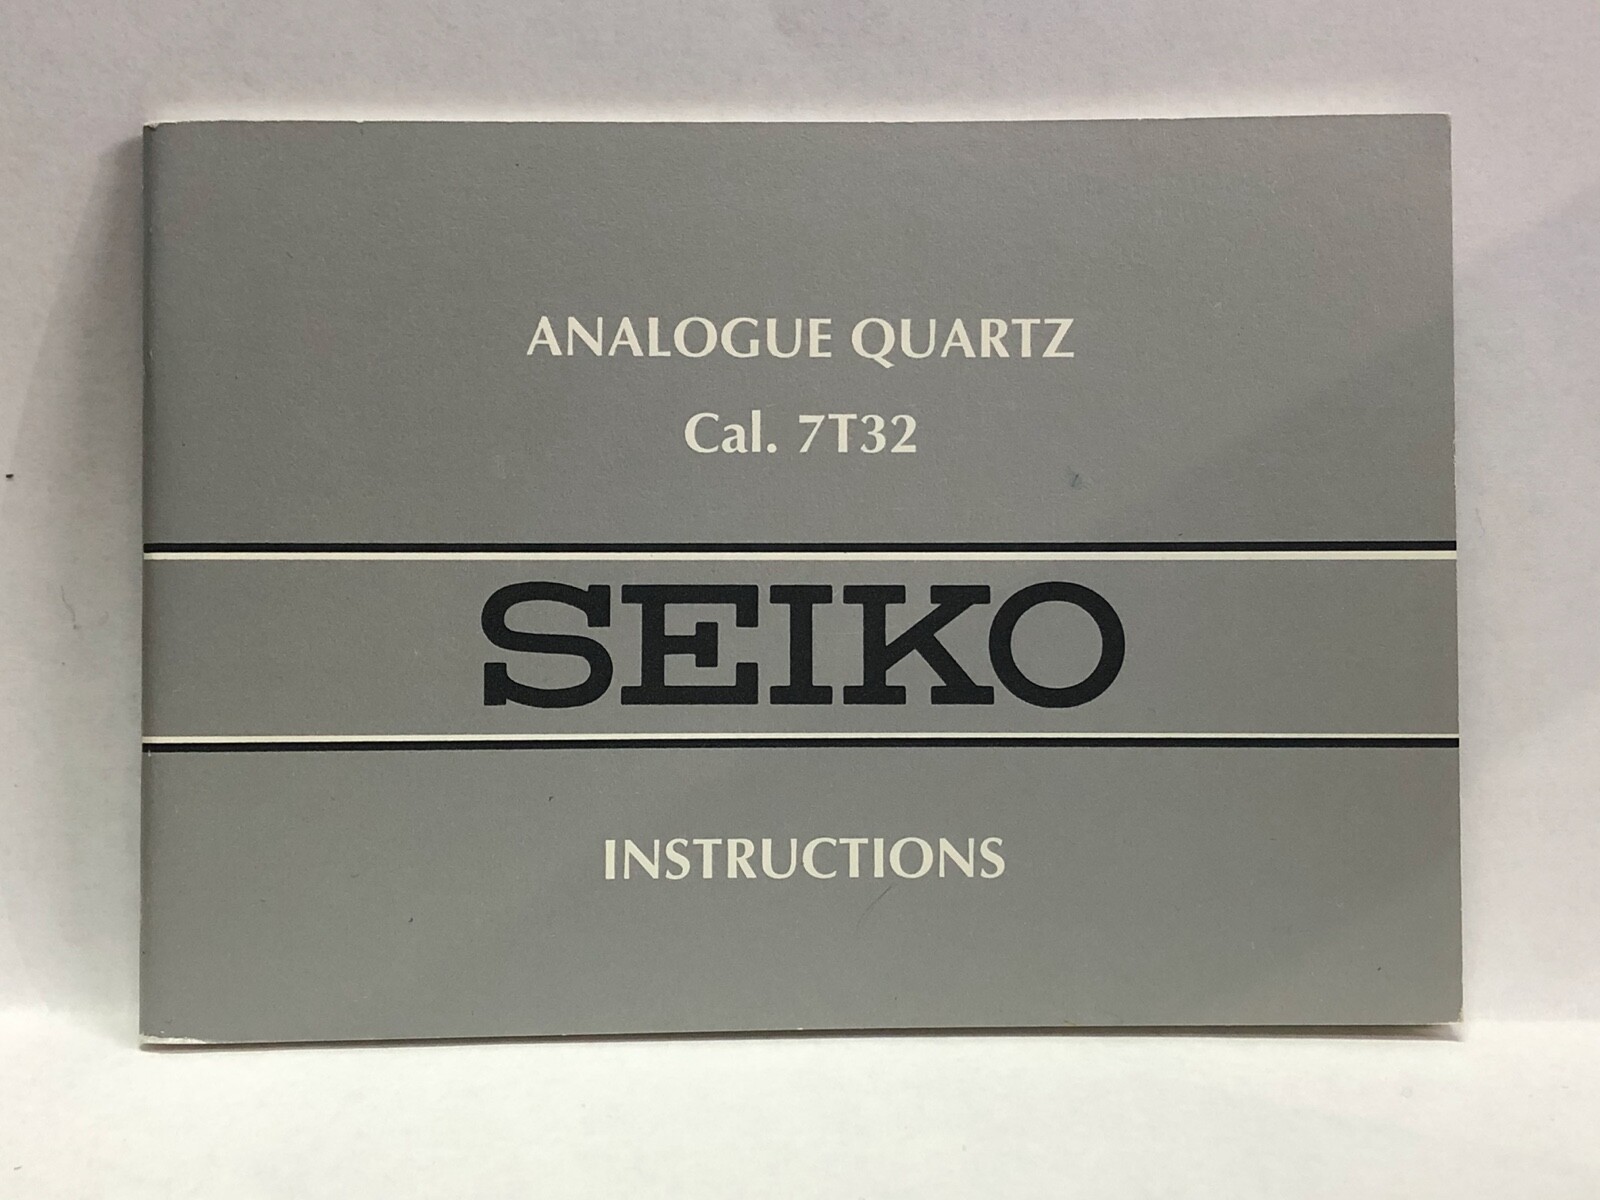 ANALOGUE QUARTZ
Cal. 7T32
SEIKO
INSTRUCTIONS